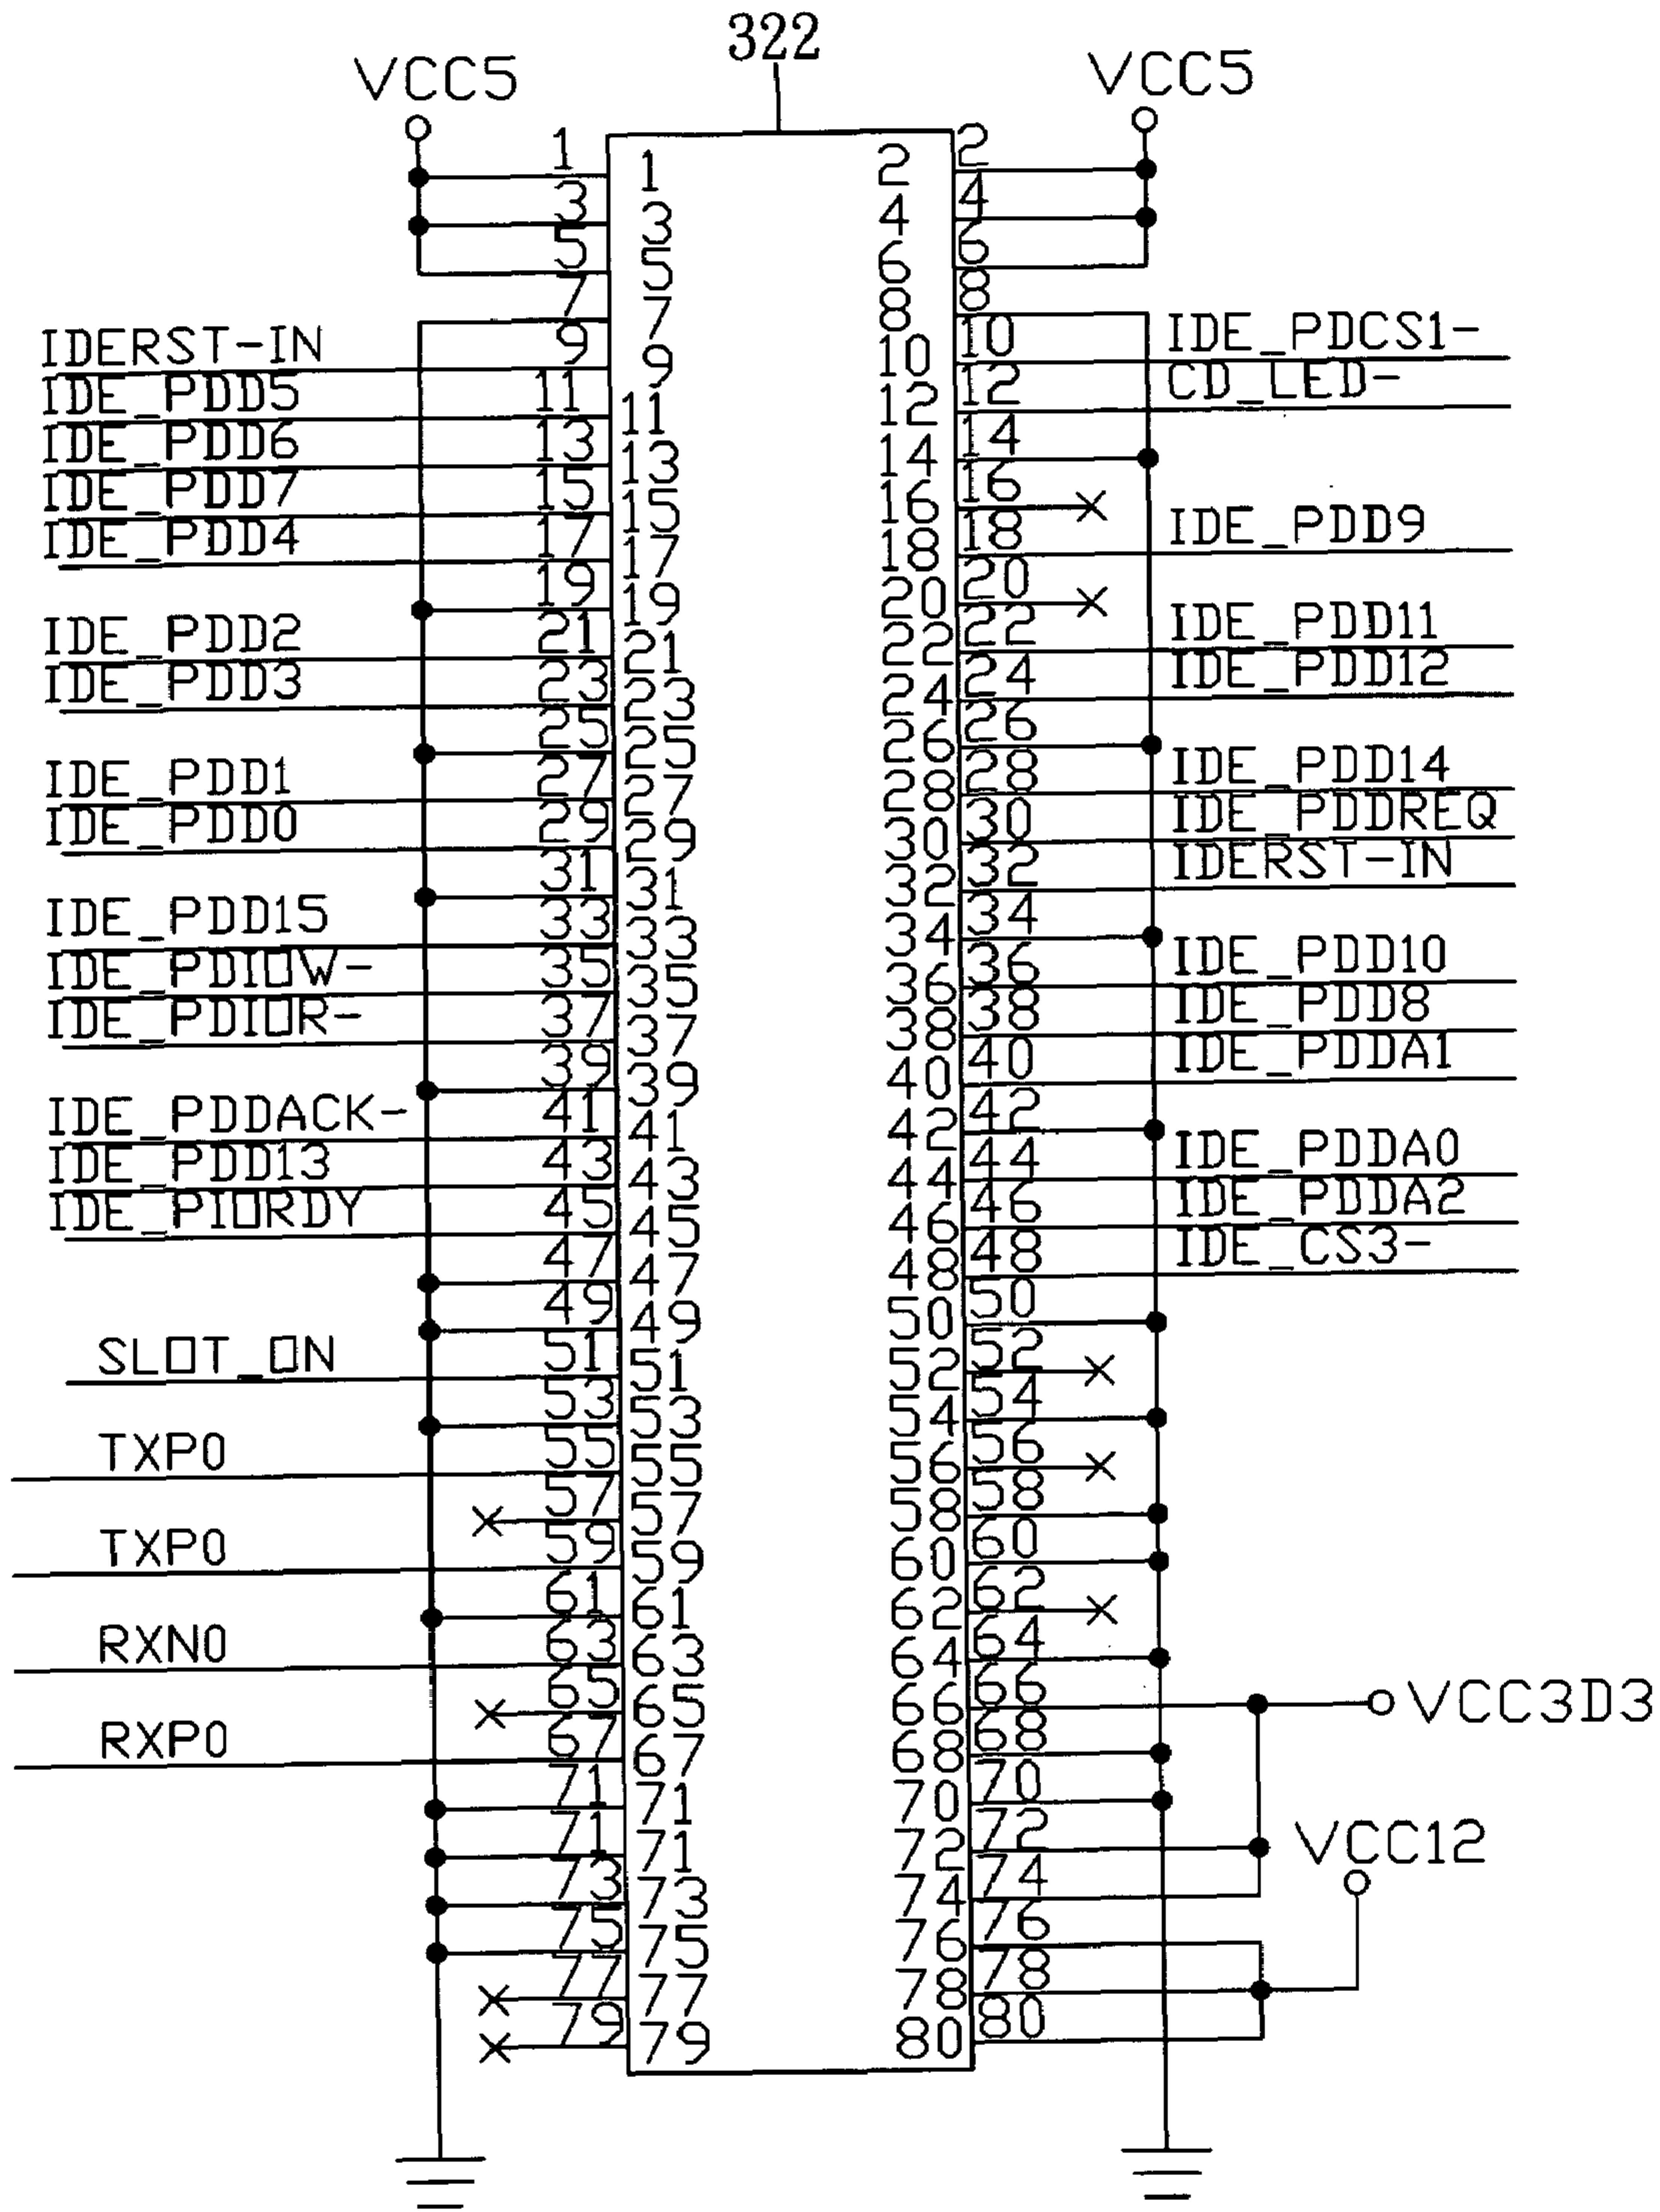 322
VCC5 VCC5
1 1 2 2
3 3 4 4
5 5 6 6
7 7 8 8
IDERST-IN 9 9 10 10 IDE_PDCS1-
IDE_PDD5 11 11 12 12 CD_LED-
IDE_PDD6 13 13 14 14
IDE_PDD7 15 15 16 16
IDE_PDD4 17 17 18 18 IDE_PDD9
19 19 20 20
IDE_PDD2 21 21 22 22 IDE_PDD11
IDE_PDD3 23 23 24 24 IDE_PDD12
25 25 26 26
IDE_PDD1 27 27 28 28 IDE_PDD14
IDE_PDD0 29 29 30 30 IDE_PDDREQ
31 31 32 32 IDERST-IN
IDE_PDD15 33 33 34 34
IDE_PDIOW- 35 35 36 36 IDE_PDD10
IDE_PDIOR- 37 37 38 38 IDE_PDD8
39 39 40 40 IDE_PDDA1
IDE_PDDACK- 41 41 42 42
IDE_PDD13 43 43 44 44 IDE_PDDA0
IDE_PIORDY 45 45 46 46 IDE_PDDA2
47 47 48 48 IDE_CS3-
49 49 50 50
SLOT_ON 51 51 52 52
53 53 54 54
TXP0 55 55 56 56
57 57 58 58
TXP0 59 59 60 60
61 61 62 62
RXN0 63 63 64 64
65 65 66 66 VCC3D3
RXP0 67 67 68 68
71 71 70 70
71 71 72 72 VCC12
73 73 74 74
75 75 76 76
77 77 78 78
79 79 80 80